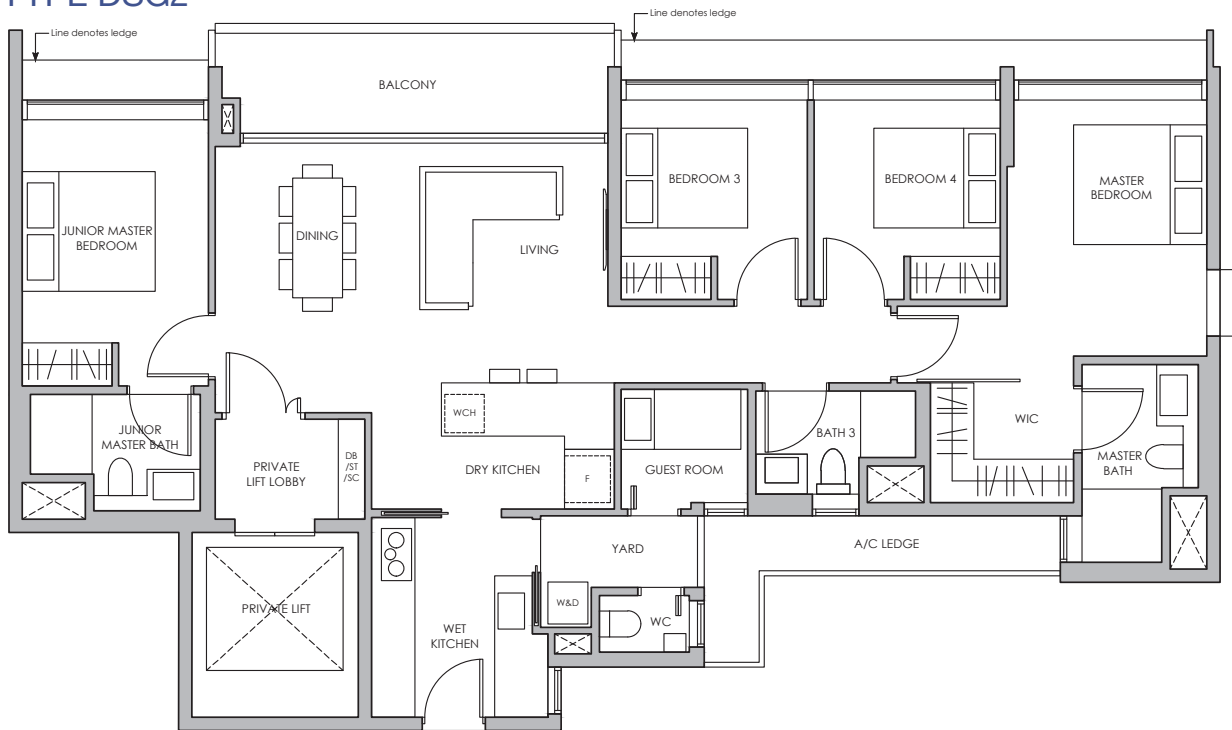 Line denotes ledge
Line denotes ledge
BALCONY
JUNIOR MASTER
BEDROOM
DINING
LIVING
BEDROOM 3
BEDROOM 4
MASTER
BEDROOM
JUNIOR
MASTER BATH
PRIVATE
LIFT LOBBY
DB
/ST
/SC
WCH
DRY KITCHEN
F
GUEST ROOM
BATH 3
WIC
MASTER
BATH
PRIVATE LIFT
WET
KITCHEN
YARD
W&D
WC
A/C LEDGE